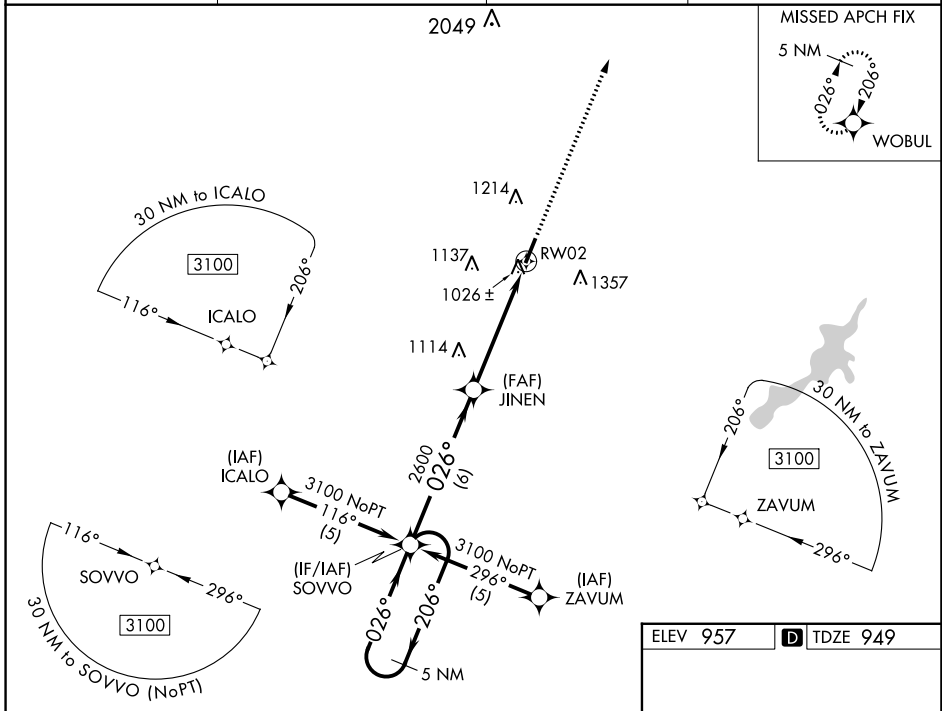 2049
MISSED APCH FIX
5 NM
026°
206°
WOBUL
30 NM to ICALO
3100
116°
206°
ICALO
1214
1137
RW02
1026 ±
1357
1114
(FAF)
JINEN
2600
026°
(6)
(IAF)
ICALO
3100 NoPT
116°
(5)
(IF/IAF)
SOVVO
3100 NoPT
296°
(5)
(IAF)
ZAVUM
026°
206°
5 NM
116°
SOVVO
296°
3100
30 NM to SOVVO (NoPT)
206°
30 NM to ZAVUM
3100
ZAVUM
296°
ELEV 957
D
TDZE 949